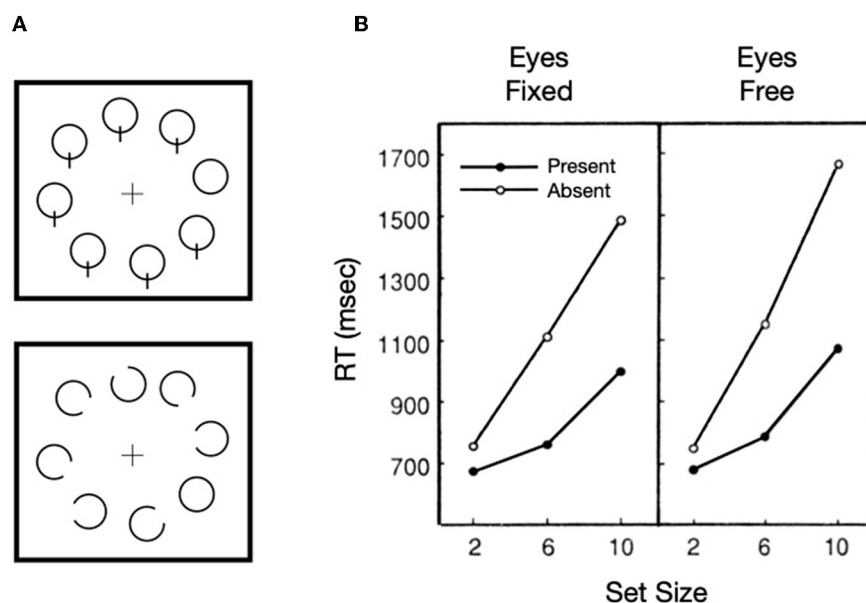 A
B
Eyes
Fixed
Eyes
Free
Present
Absent
1700
1500
1300
1100
900
700
RT (msec)
2 6 10 2 6 10
Set Size